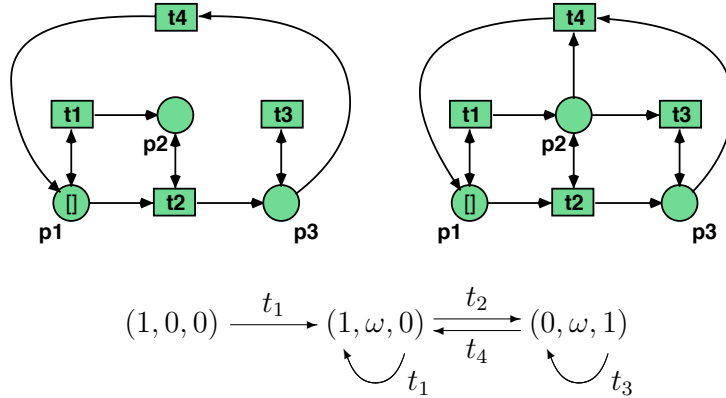 t4 t4
t1 t3 t1 t3
p2 p2
[] t2 [] t2
p1 p3 p1 p3
t₁ t₂
(1, 0, 0) (1, ω, 0) (0, ω, 1)
t₄
t₁ t₃